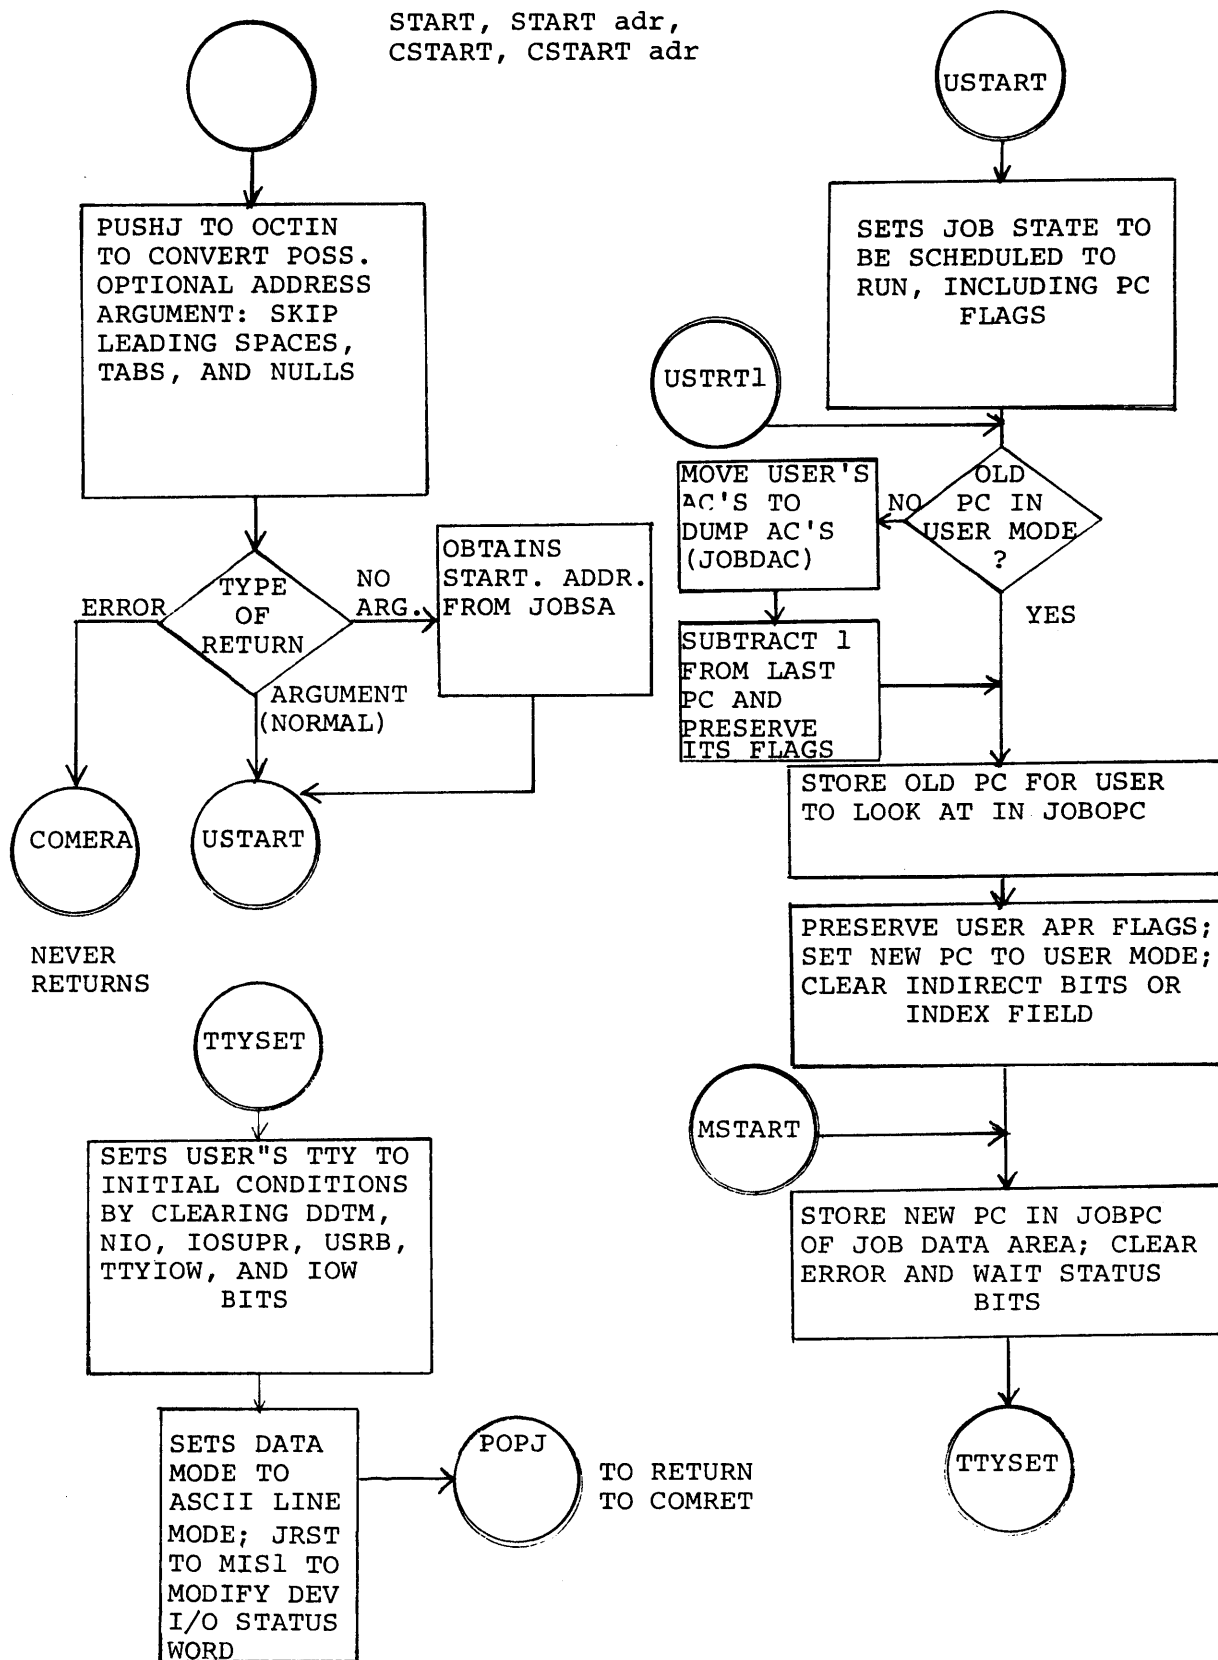 START, START adr,
CSTART, CSTART adr
PUSHJ TO OCTIN
TO CONVERT POSS.
OPTIONAL ADDRESS
ARGUMENT: SKIP
LEADING SPACES,
TABS, AND NULLS
TYPE
OF
RETURN
ERROR
NO
ARG.
OBTAINS
START. ADDR.
FROM JOBSA
ARGUMENT
(NORMAL)
COMERA
USTART
NEVER
RETURNS
TTYSET
SETS USER"S TTY TO
INITIAL CONDITIONS
BY CLEARING DDTM,
NIO, IOSUPR, USRB,
TTYIOW, AND IOW
BITS
SETS DATA
MODE TO
ASCII LINE
MODE; JRST
TO MIS1 TO
MODIFY DEV
I/O STATUS
WORD
POPJ
TO RETURN
TO COMRET
USTART
SETS JOB STATE TO
BE SCHEDULED TO
RUN, INCLUDING PC
FLAGS
USTRT1
OLD
PC IN
USER MODE
?
NO
YES
MOVE USER'S
AC'S TO
DUMP AC'S
(JOBDAC)
SUBTRACT 1
FROM LAST
PC AND
PRESERVE
ITS FLAGS
STORE OLD PC FOR USER
TO LOOK AT IN JOBOPC
PRESERVE USER APR FLAGS;
SET NEW PC TO USER MODE;
CLEAR INDIRECT BITS OR
INDEX FIELD
MSTART
STORE NEW PC IN JOBPC
OF JOB DATA AREA; CLEAR
ERROR AND WAIT STATUS
BITS
TTYSET